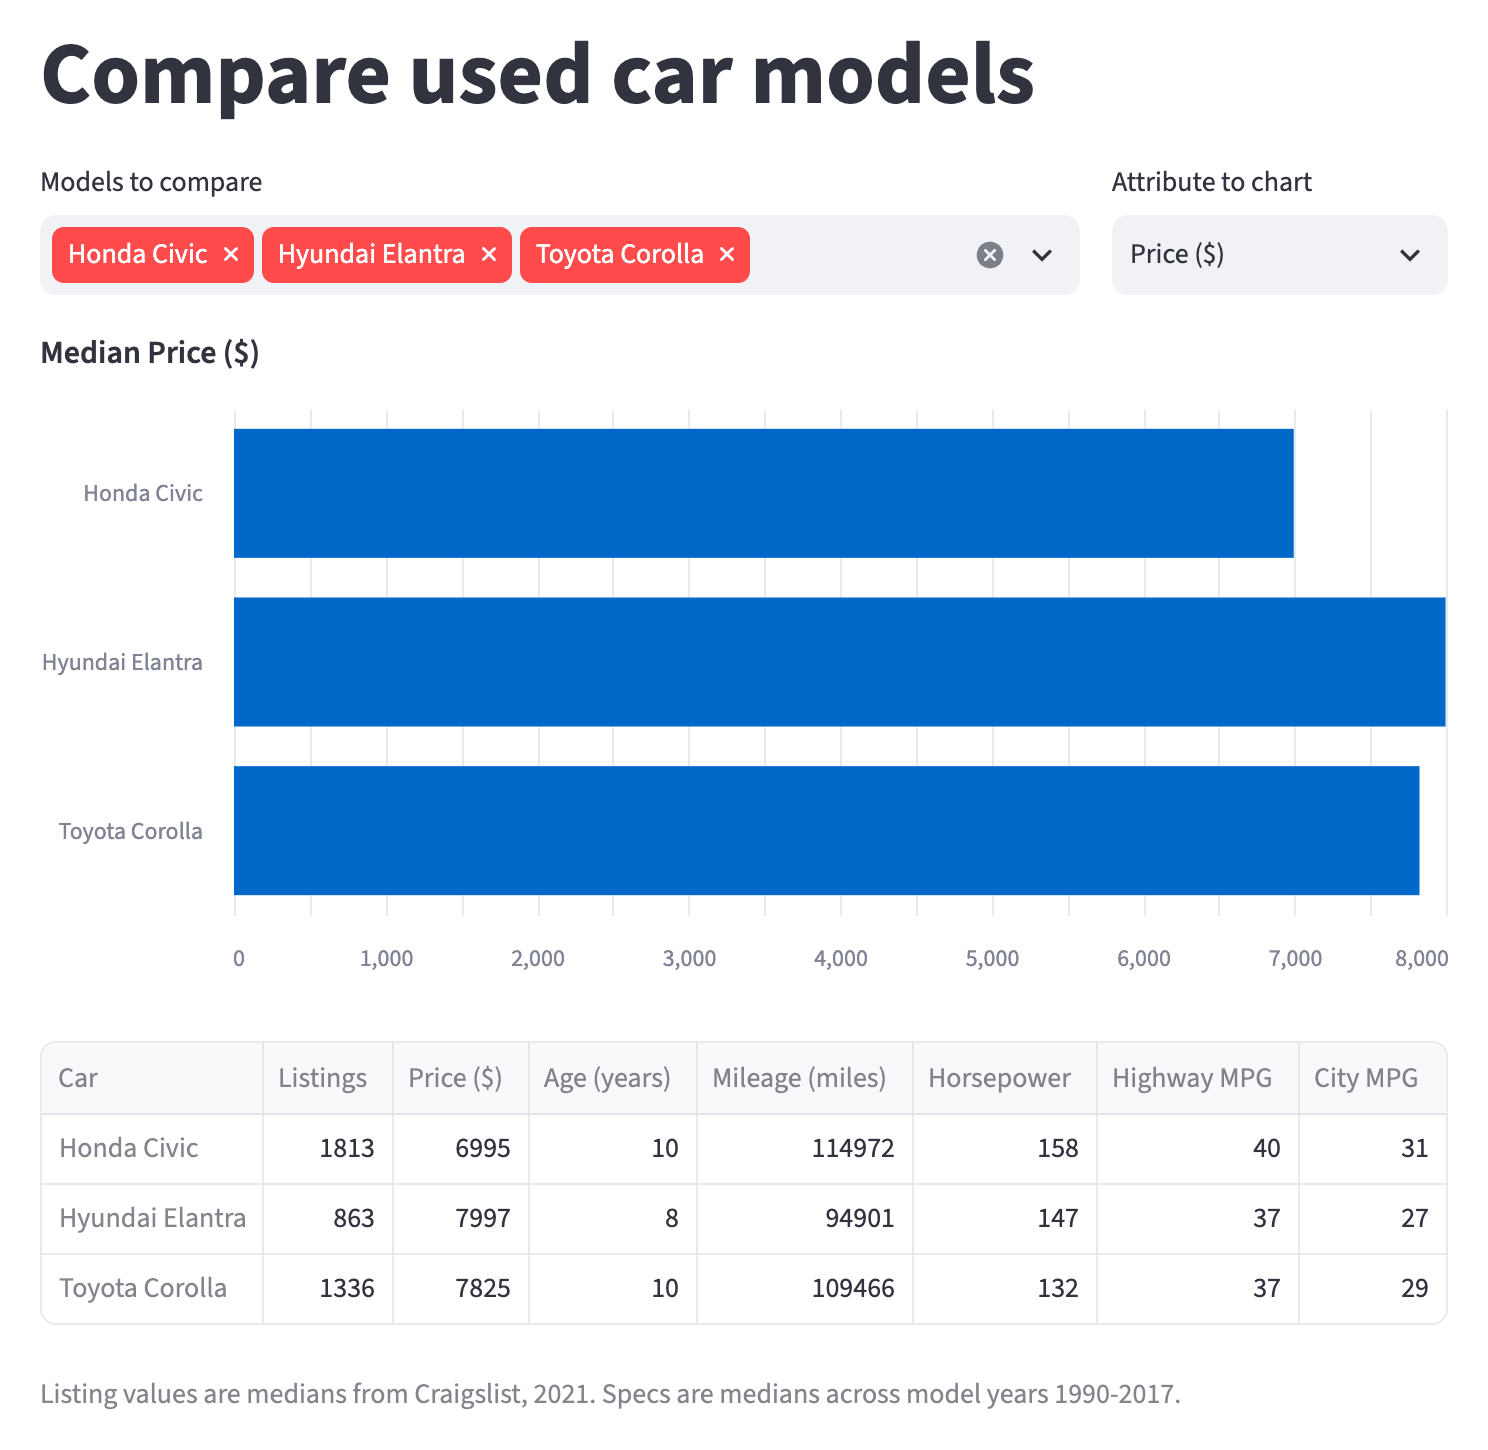 Compare used car models
Models to compare
Attribute to chart
Honda Civic
Hyundai Elantra
Toyota Corolla
Price ($)
Median Price ($)
Honda Civic
Hyundai Elantra
Toyota Corolla
0 1,000 2,000 3,000 4,000 5,000 6,000 7,000 8,000
Car Listings Price ($) Age (years) Mileage (miles) Horsepower Highway MPG City MPG
Honda Civic 1813 6995 10 114972 158 40 31
Hyundai Elantra 863 7997 8 94901 147 37 27
Toyota Corolla 1336 7825 10 109466 132 37 29
Listing values are medians from Craigslist, 2021. Specs are medians across model years 1990-2017.